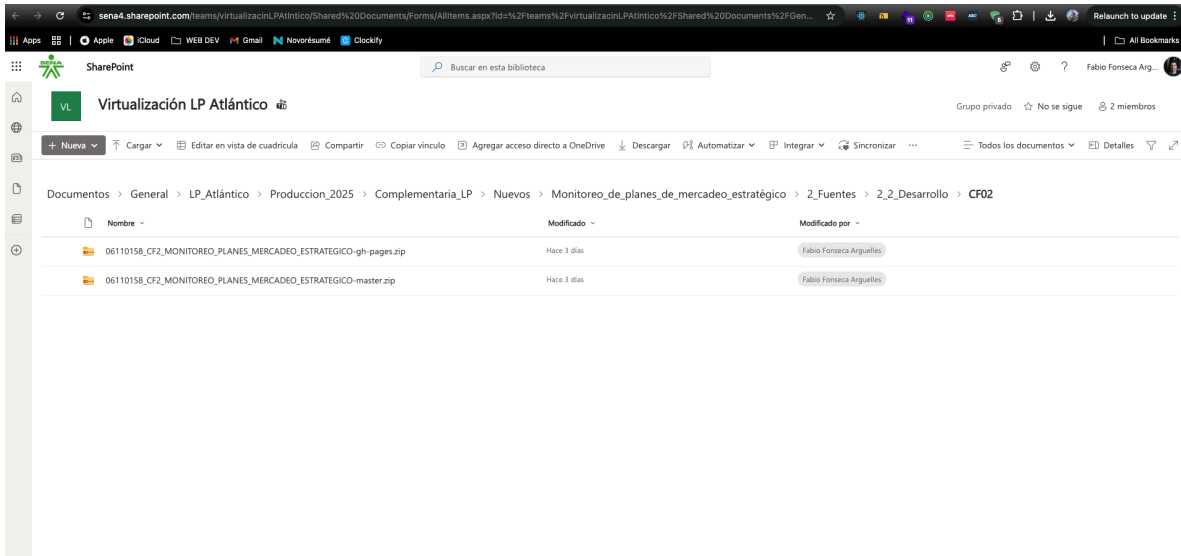 sena4.sharepoint.com/teams/virtualizacinLPAtlntico/Shared%20Documents/Forms/AllItems.aspx?id=%2Fteams%2FvirtualizacinLPAtlntico%2FShared%20Documents%2FGen... Relaunch to update
Apps Apple iCloud WEB DEV Gmail Novorésumé Clockify All Bookmarks
SENA SharePoint Buscar en esta biblioteca Fabio Fonseca Arg...
VL Virtualización LP Atlántico Grupo privado No se sigue 2 miembros
+ Nueva Cargar Editar en vista de cuadrícula Compartir Copiar vínculo Agregar acceso directo a OneDrive Descargar Automatizar Integrar Sincronizar ... Todos los documentos Detalles
Documentos > General > LP_Atlántico > Produccion_2025 > Complementaria_LP > Nuevos > Monitoreo_de_planes_de_mercadeo_estratégico > 2_Fuentes > 2_2_Desarrollo > CF02
Nombre Modificado Modificado por
06110158_CF2_MONITOREO_PLANES_MERCADEO_ESTRATEGICO-gh-pages.zip Hace 3 días Fabio Fonseca Arguelles
06110158_CF2_MONITOREO_PLANES_MERCADEO_ESTRATEGICO-master.zip Hace 3 días Fabio Fonseca Arguelles